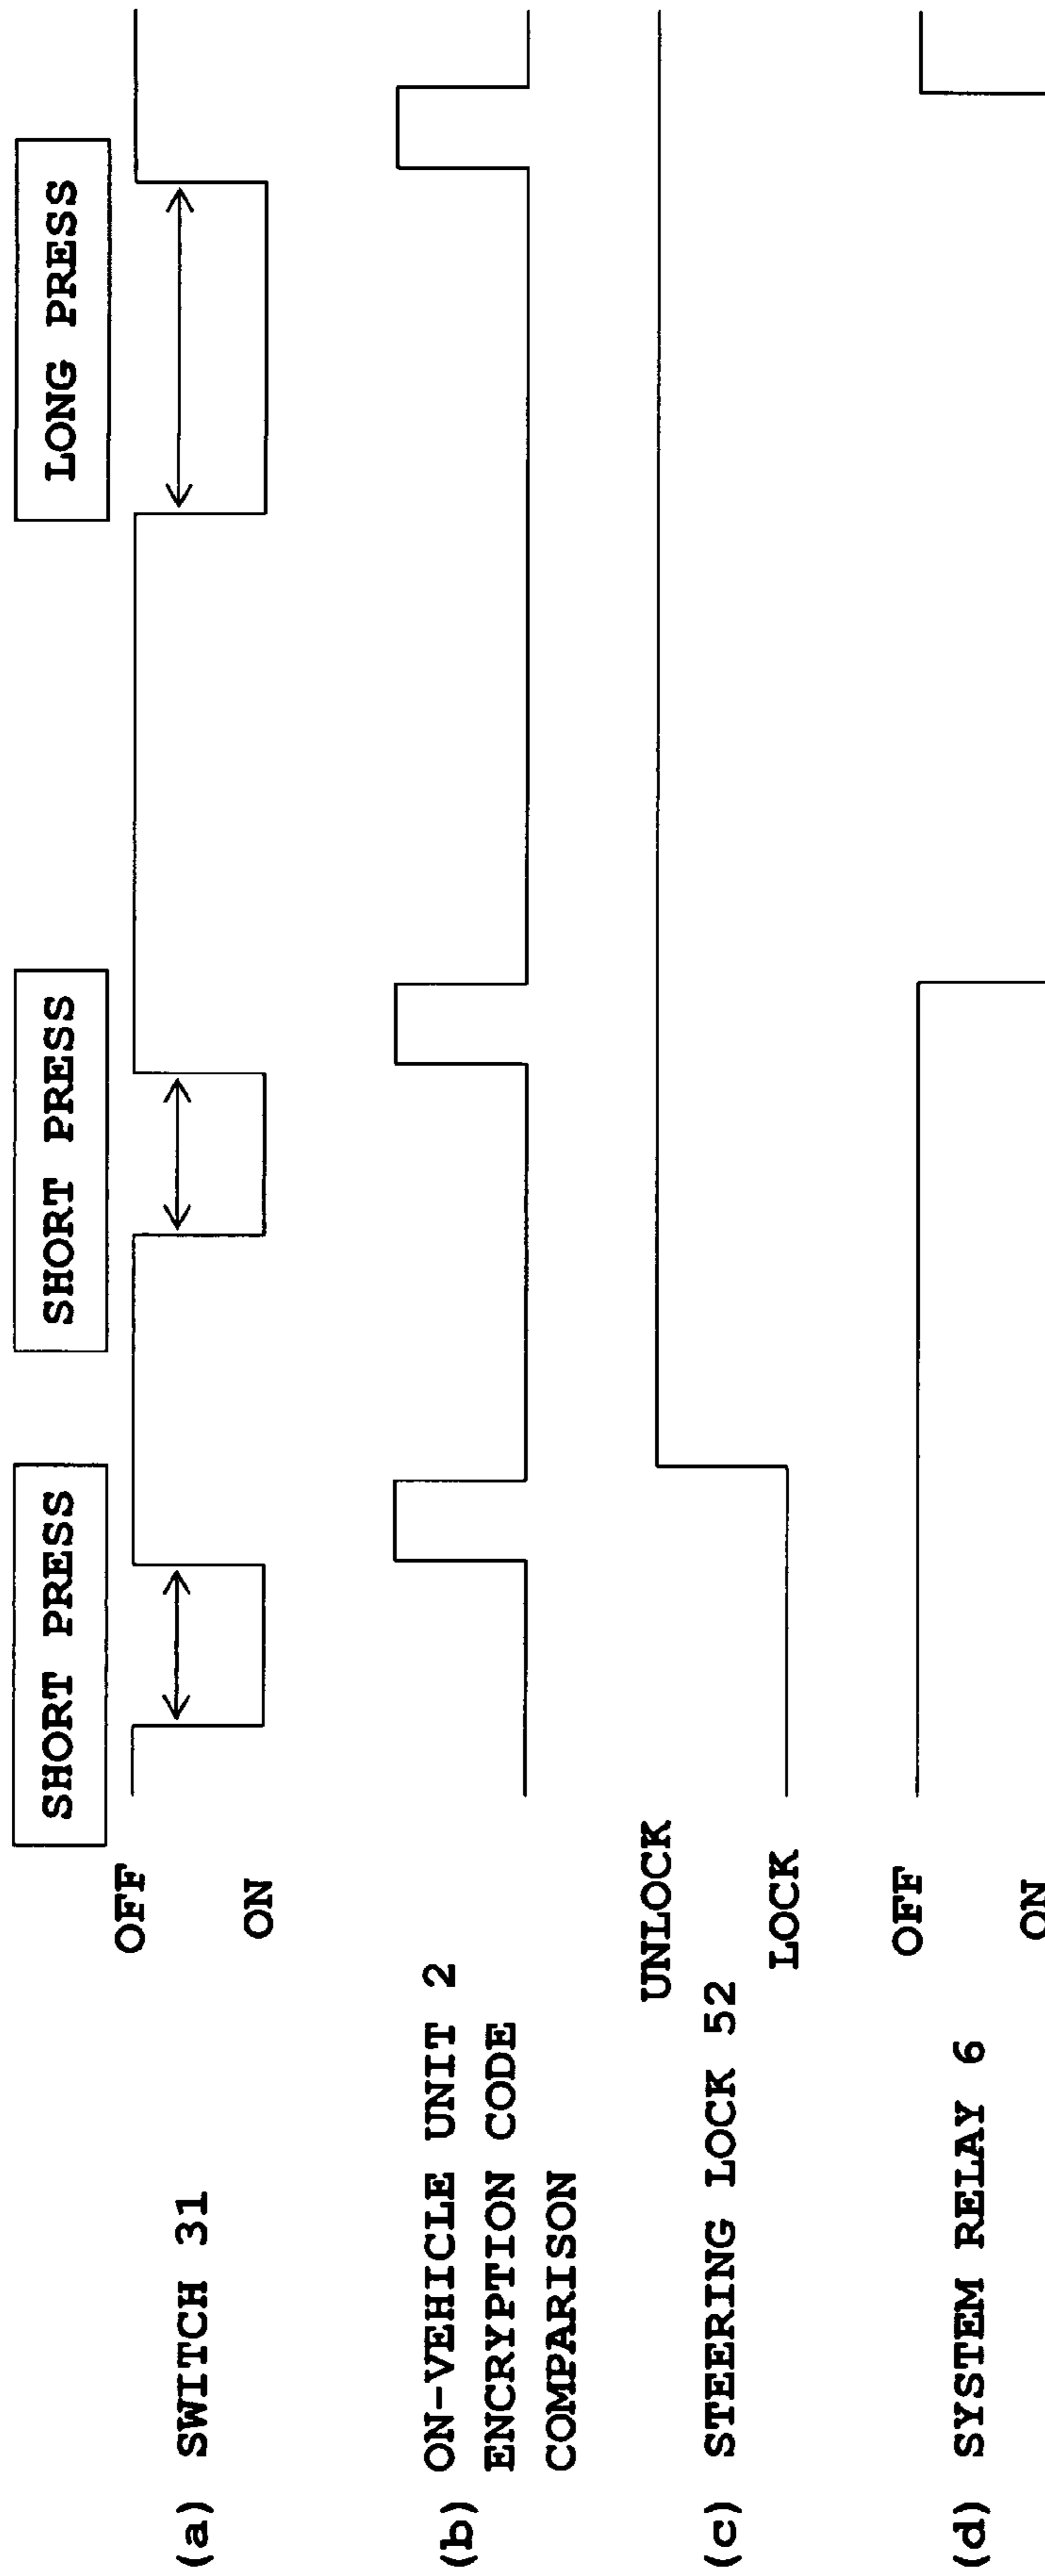 SHORT PRESS
SHORT PRESS
LONG PRESS
(a) SWITCH 31
OFF
ON
(b) ON-VEHICLE UNIT 2
ENCRYPTION CODE
COMPARISON
(c) STEERING LOCK 52
UNLOCK
LOCK
(d) SYSTEM RELAY 6
OFF
ON